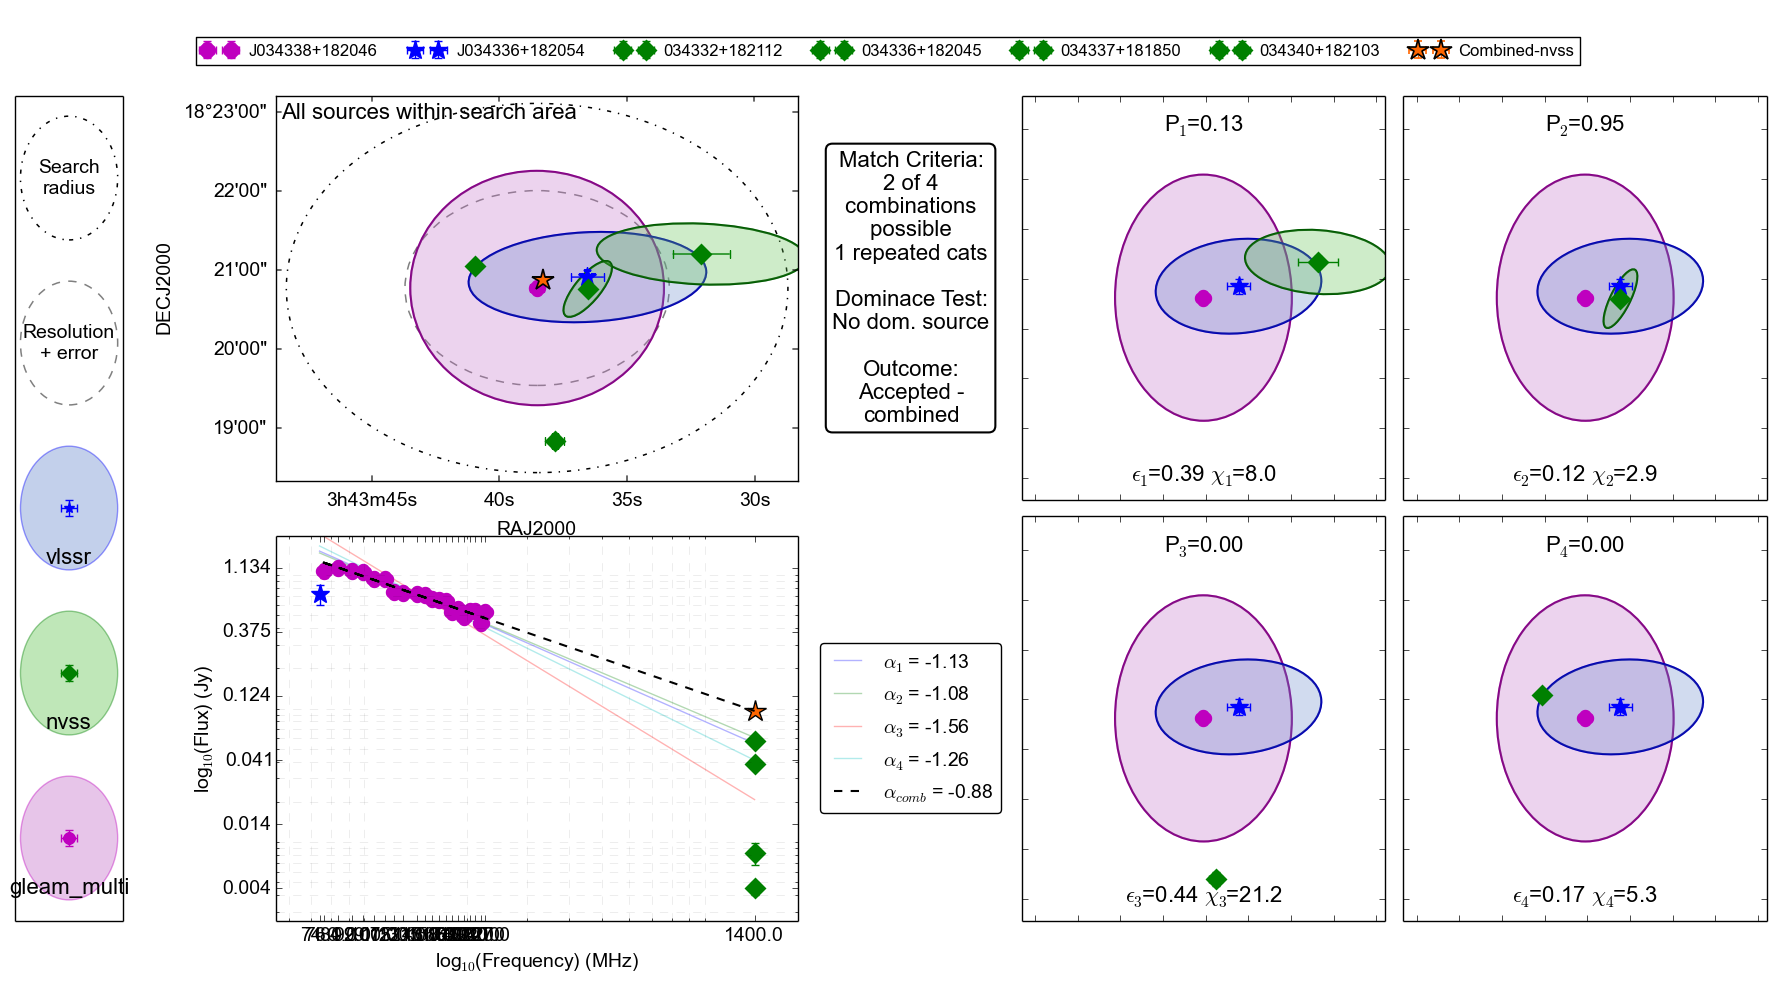 J034338+182046 J034336+182054 034332+182112 034336+182045 034337+181850 034340+182103 Combined-nvss
Search
radius
Resolution
+ error
vlssr
nvss
gleam_multi
All sources within search area
DECJ2000
18°23'00"
22'00"
21'00"
20'00"
19'00"
3h43m45s 40s 35s 30s
RAJ2000
Match Criteria:
2 of 4
combinations
possible
1 repeated cats
Dominace Test:
No dom. source
Outcome:
Accepted -
combined
P1=0.13
ϵ1=0.39 χ1=8.0
P2=0.95
ϵ2=0.12 χ2=2.9
log10(Flux) (Jy)
1.134
0.375
0.124
0.041
0.014
0.004
1400.0
log10(Frequency) (MHz)
α1 = -1.13
α2 = -1.08
α3 = -1.56
α4 = -1.26
αcomb = -0.88
P3=0.00
ϵ3=0.44 χ3=21.2
P4=0.00
ϵ4=0.17 χ4=5.3